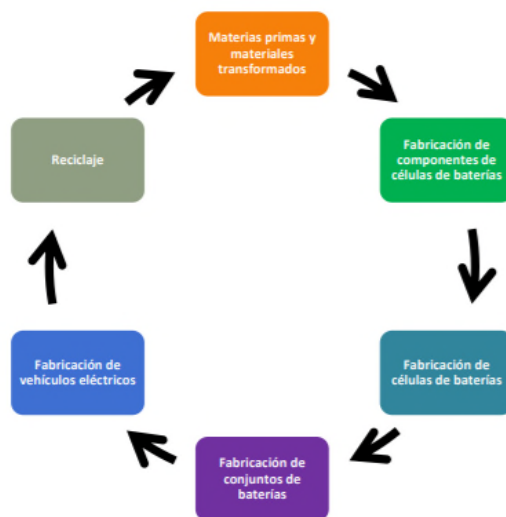 Materias primas y
materiales
transformados
Fabricación de
componentes de
células de baterías
Fabricación de
células de baterías
Fabricación de
conjuntos de
baterías
Fabricación de
vehículos eléctricos
Reciclaje